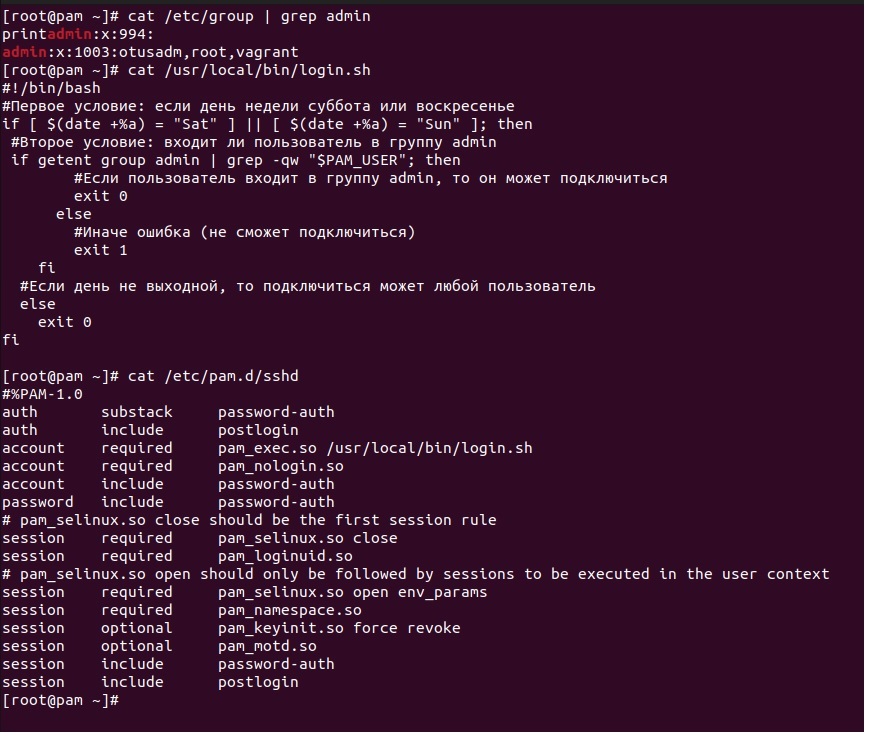 [root@pam ~]# cat /etc/group | grep admin
printadmin:x:994:
admin:x:1003:otusadm,root,vagrant
[root@pam ~]# cat /usr/local/bin/login.sh
#!/bin/bash
#Первое условие: если день недели суббота или воскресенье
if [ $(date +%a) = "Sat" ] || [ $(date +%a) = "Sun" ]; then
 #Второе условие: входит ли пользователь в группу admin
 if getent group admin | grep -qw "$PAM_USER"; then
        #Если пользователь входит в группу admin, то он может подключиться
        exit 0
      else
        #Иначе ошибка (не сможет подключиться)
        exit 1
    fi
  #Если день не выходной, то подключиться может любой пользователь
  else
    exit 0
fi

[root@pam ~]# cat /etc/pam.d/sshd
#%PAM-1.0
auth       substack     password-auth
auth       include      postlogin
account    required     pam_exec.so /usr/local/bin/login.sh
account    required     pam_nologin.so
account    include      password-auth
password   include      password-auth
# pam_selinux.so close should be the first session rule
session    required     pam_selinux.so close
session    required     pam_loginuid.so
# pam_selinux.so open should only be followed by sessions to be executed in the user context
session    required     pam_selinux.so open env_params
session    required     pam_namespace.so
session    optional     pam_keyinit.so force revoke
session    optional     pam_motd.so
session    include      password-auth
session    include      postlogin
[root@pam ~]#